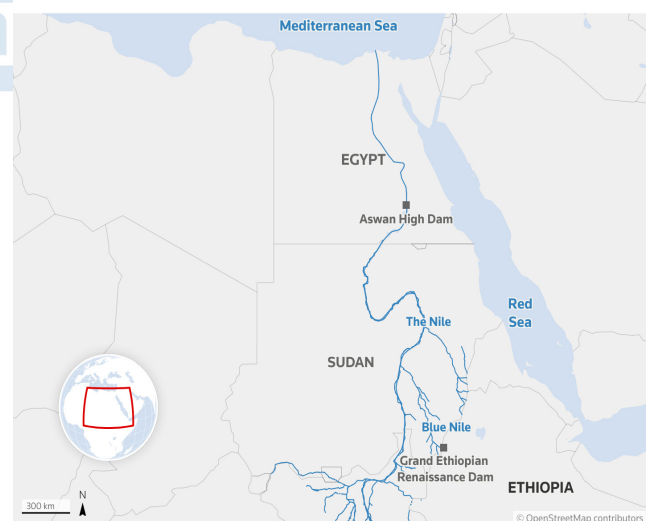 Mediterranean Sea
EGYPT
Aswan High Dam
Red
Sea
The Nile
SUDAN
Blue Nile
Grand Ethiopian
Renaissance Dam
ETHIOPIA
300 km
N
© OpenStreetMap contributors